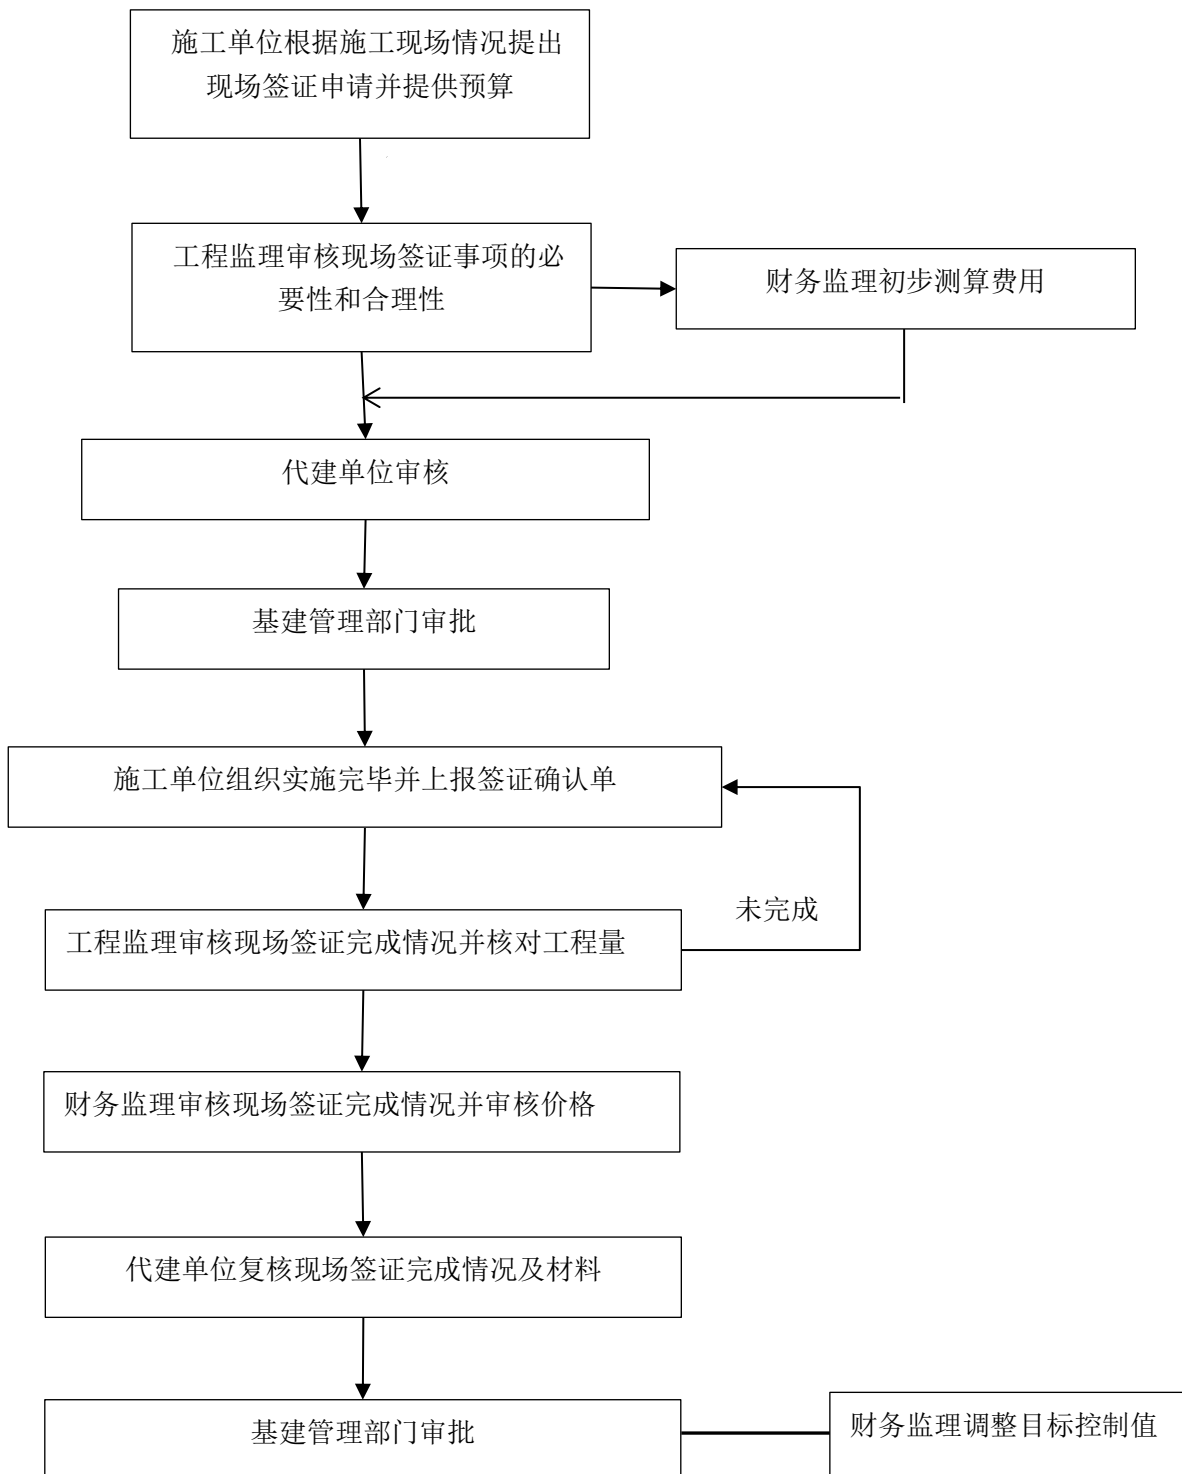 施工单位根据施工现场情况提出
现场签证申请并提供预算
工程监理审核现场签证事项的必
要性和合理性
财务监理初步测算费用
代建单位审核
基建管理部门审批
施工单位组织实施完毕并上报签证确认单
未完成
工程监理审核现场签证完成情况并核对工程量
财务监理审核现场签证完成情况并审核价格
代建单位复核现场签证完成情况及材料
基建管理部门审批
财务监理调整目标控制值